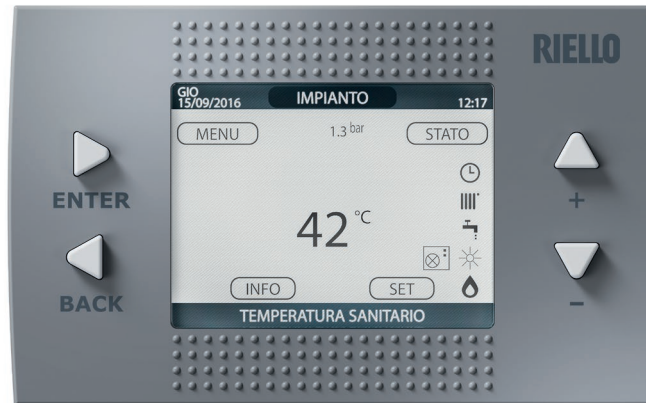 RIELLO
GIO
15/09/2016
IMPIANTO
12:17
MENU
1.3 bar
STATO
ENTER
42 °C
+
BACK
INFO
SET
-
TEMPERATURA SANITARIO